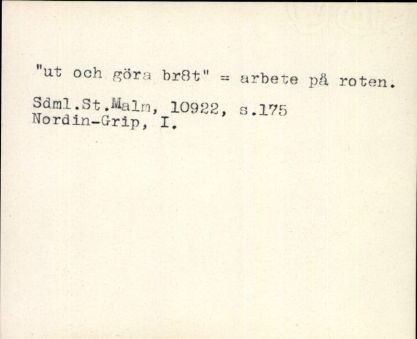 "ut och göra br8t" = arbete på roten.
Sdml.St.Malm, 10922, s.175
Nordin-Grip, I.